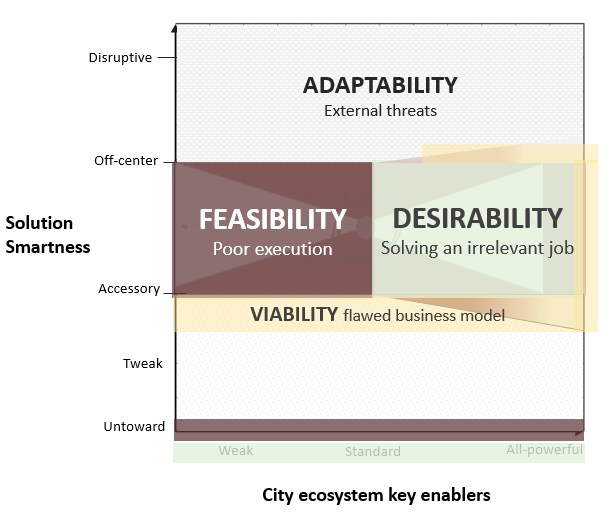 Disruptive
ADAPTABILITY
External threats
Off-center
Solution
Smartness
FEASIBILITY
Poor execution
DESIRABILITY
Solving an irrelevant job
Accessory
VIABILITY flawed business model
Tweak
Untoward
Weak
Standard
All-powerful
City ecosystem key enablers